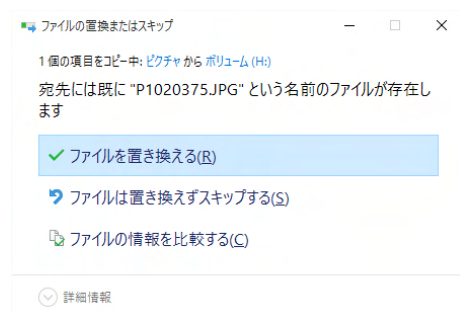 ファイルの置換またはスキップ
1 個の項目をコピー中: ピクチャ から ボリューム (H:)
宛先には既に "P1020375.JPG" という名前のファイルが存在し
ます
ファイルを置き換える(R)
ファイルは置き換えずスキップする(S)
ファイルの情報を比較する(C)
詳細情報